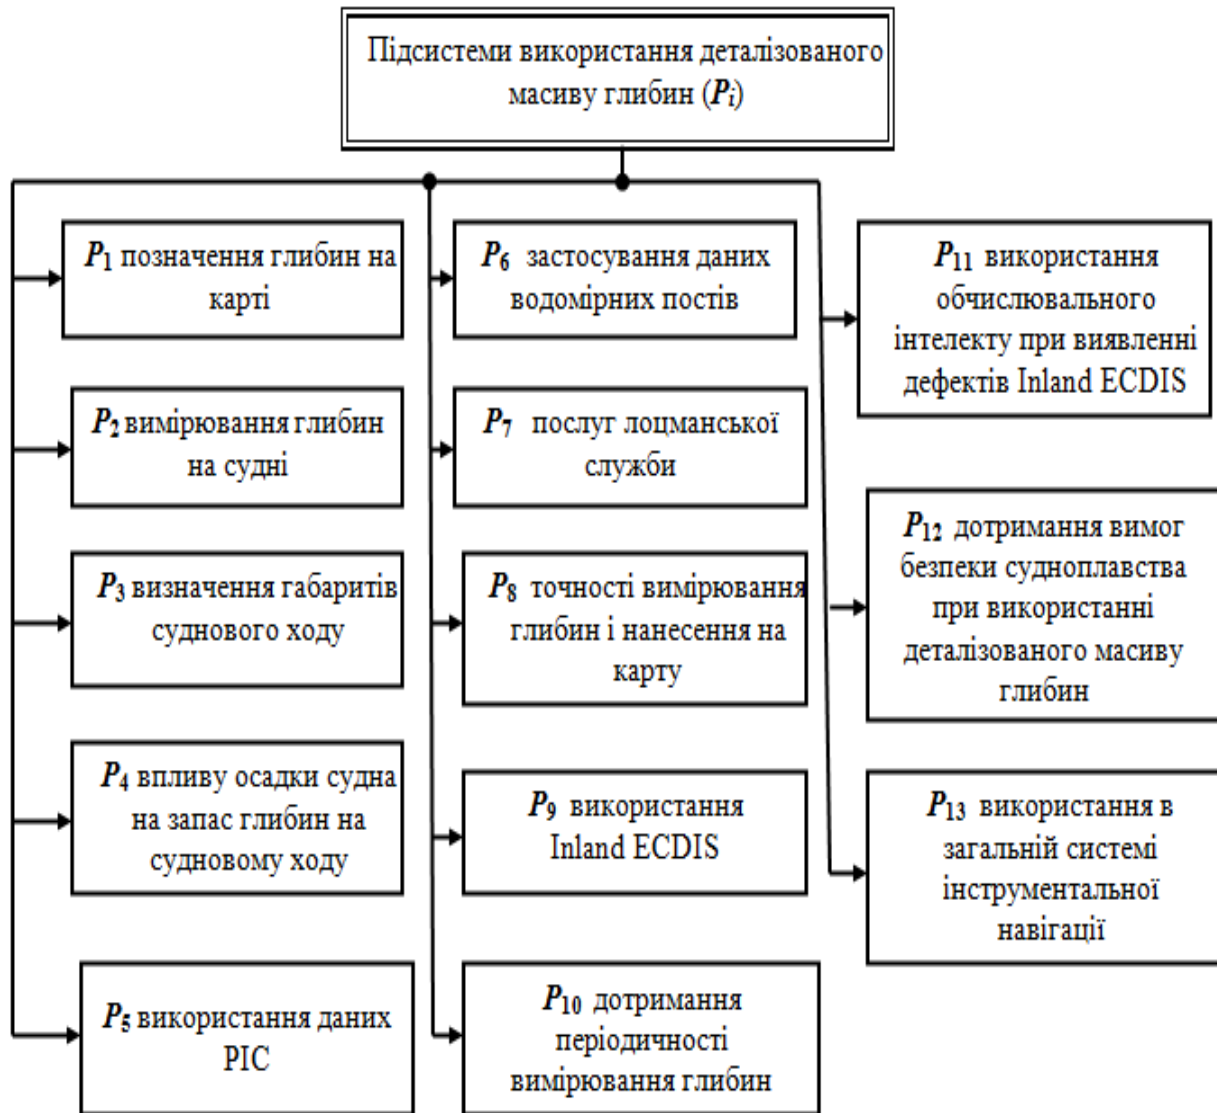 Підсистеми використання деталізованого
масиву глибин (Pi)
P1 позначення глибин на
карті
P2 вимірювання глибин
на судні
P3 визначення габаритів
суднового ходу
P4 впливу осадки судна
на запас глибин на
судновому ходу
P5 використання даних
РІС
P6 застосування даних
водомірних постів
P7 послуг лоцманської
служби
P8 точності вимірювання
глибин і нанесення на
карту
P9 використання
Inland ECDIS
P10 дотримання
періодичності
вимірювання глибин
P11 використання
обчислювального
інтелекту при виявленні
дефектів Inland ECDIS
P12 дотримання вимог
безпеки судноплавства
при використанні
деталізованого масиву
глибин
P13 використання в
загальній системі
інструментальної
навігації